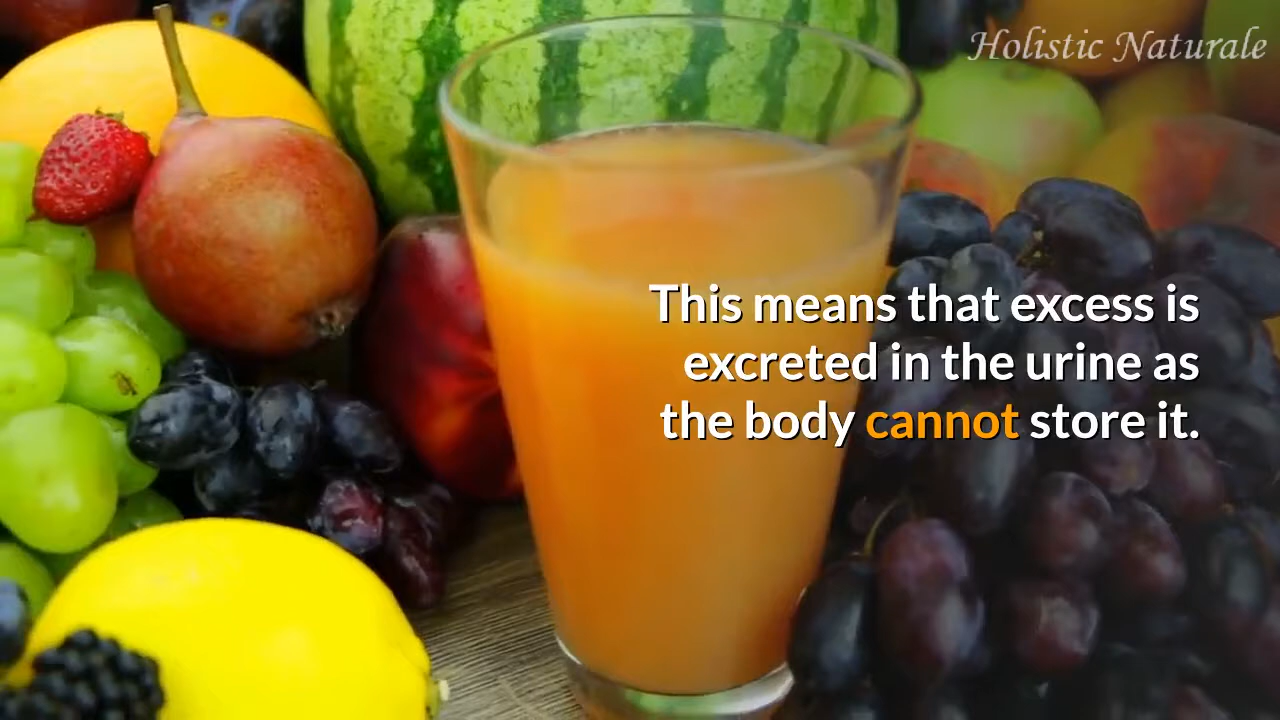 Holistic Naturale
This means that excess is
excreted in the urine as
the body cannot store it.